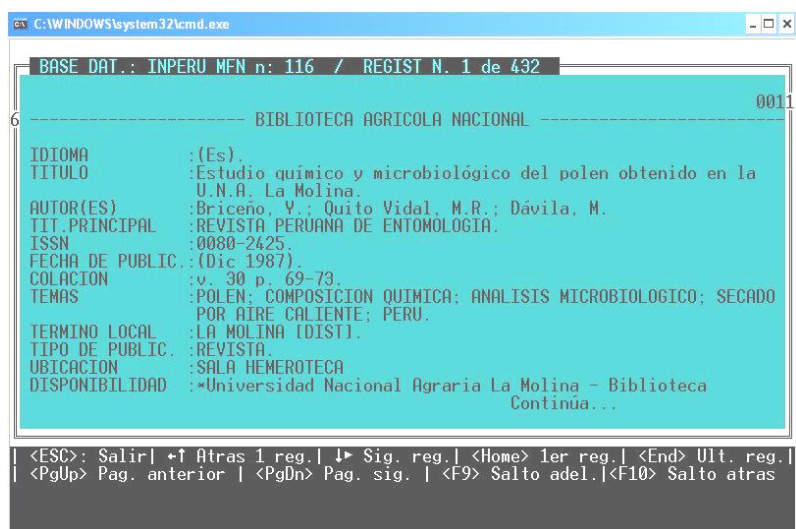 C:\WINDOWS\system32\cmd.exe
BASE DAT.: INPERU MFN n: 116 / REGIST N. 1 de 432
0011
6 ---------------------- BIBLIOTECA AGRICOLA NACIONAL -------------------------
IDIOMA :(Es).
TITULO :Estudio químico y microbiológico del polen obtenido en la
U.N.A. La Molina.
AUTOR(ES) :Briceño, Y.; Quito Vidal, M.R.; Dávila, M.
TIT.PRINCIPAL :REVISTA PERUANA DE ENTOMOLOGIA.
ISSN :0080-2425.
FECHA DE PUBLIC.:(Dic 1987).
COLACION :v. 30 p. 69-73.
TEMAS :POLEN; COMPOSICION QUIMICA; ANALISIS MICROBIOLOGICO; SECADO
POR AIRE CALIENTE; PERU.
TERMINO LOCAL :LA MOLINA [DIST].
TIPO DE PUBLIC. :REVISTA.
UBICACION :SALA HEMEROTECA
DISPONIBILIDAD :*Universidad Nacional Agraria La Molina - Biblioteca
Continúa...
| <ESC>: Salir| ←↑ Atras 1 reg.| ↓► Sig. reg.| <Home> 1er reg.| <End> Ult. reg.|
| <PgUp> Pag. anterior | <PgDn> Pag. sig. | <F9> Salto adel.|<F10> Salto atras